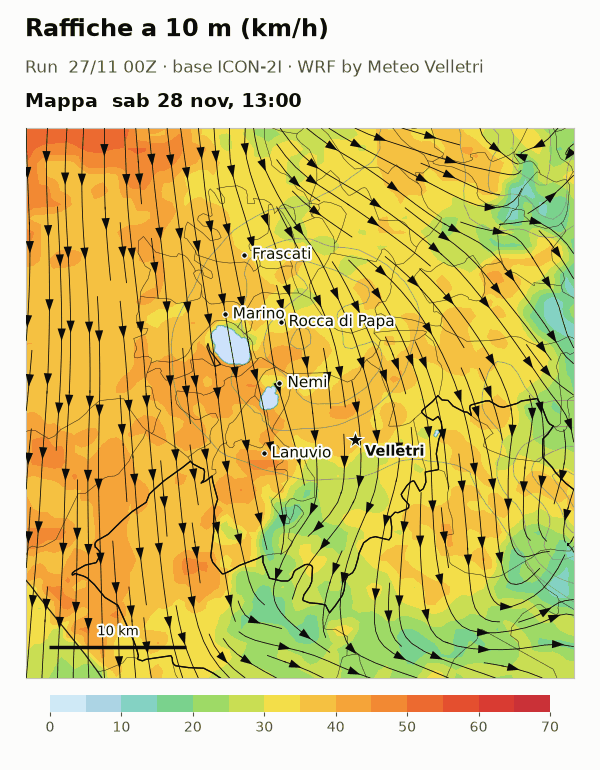 Raffiche a 10 m (km/h)
Run  27/11 00Z · base ICON-2I · WRF by Meteo Velletri
Mappa  sab 28 nov, 13:00
Frascati
Marino
Rocca di Papa
Nemi
Velletri
Lanuvio
10 km
0 10 20 30 40 50 60 70